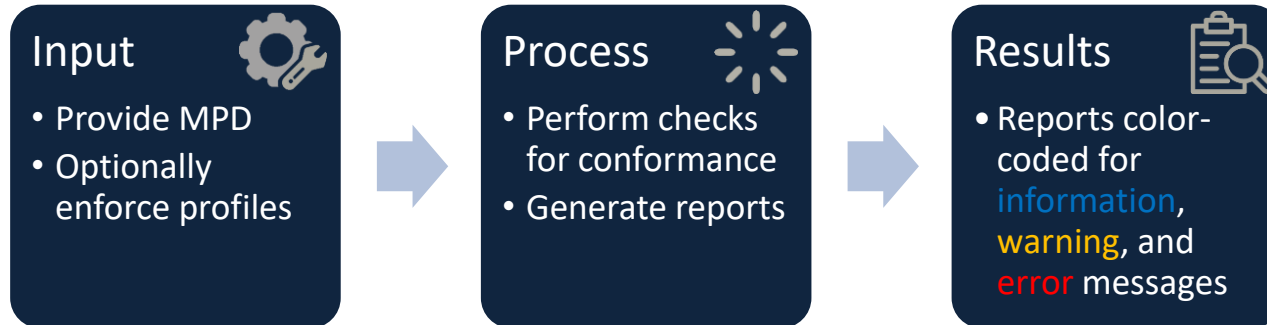 Input
• Provide MPD
• Optionally
enforce profiles
Process
• Perform checks
for conformance
• Generate reports
Results
• Reports color-
coded for
information,
warning, and
error messages